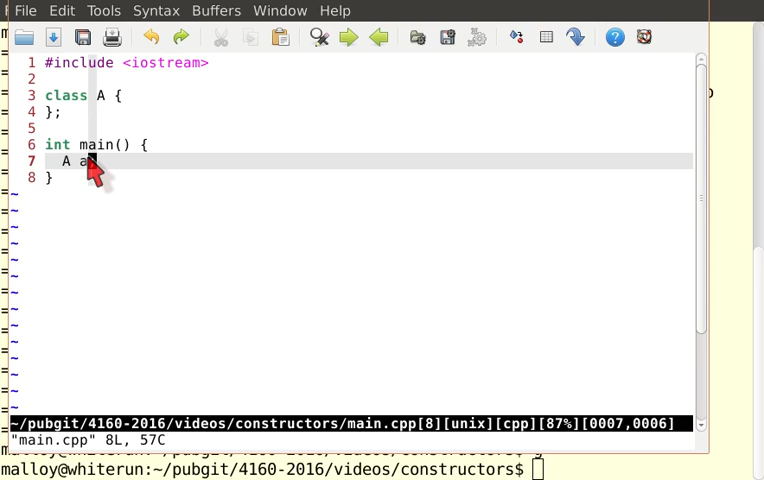 File Edit Tools Syntax Buffers Window Help
1 #include <iostream>
2
3 class A {
4 };
5
6 int main() {
7 A a
8 }
~
~
~
~
~
~
~
~
~
~
~
~
~
~
~/pubgit/4160-2016/videos/constructors/main.cpp[8][unix][cpp][87%][0007,0006]
"main.cpp" 8L, 57C
malloy@whiterun:~/pubgit/4160-2016/videos/constructors$